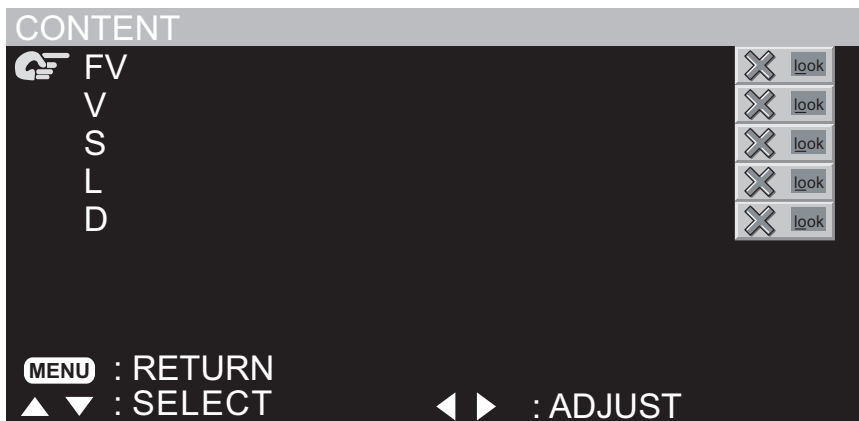 CONTENT
FV look
V look
S look
L look
D look
MENU : RETURN
: SELECT : ADJUST